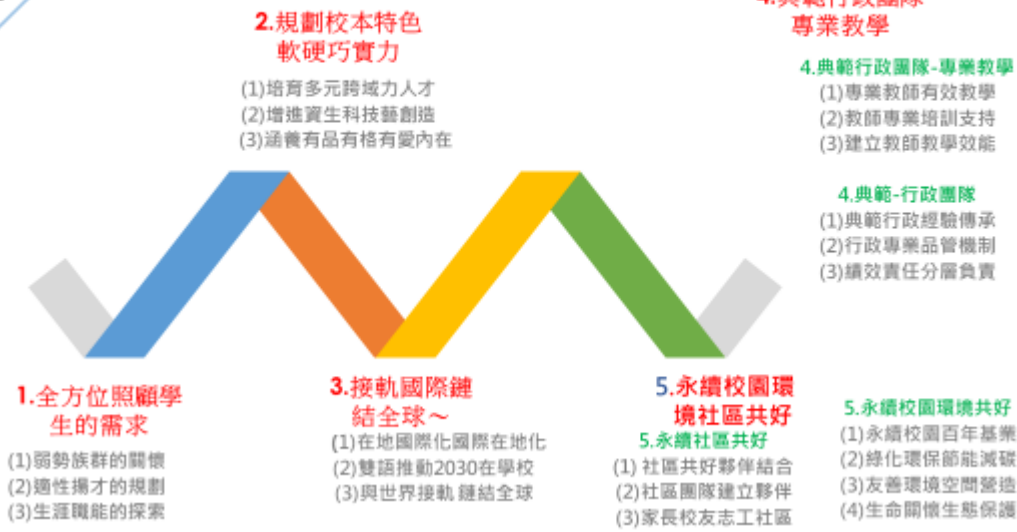 2.規劃校本特色
軟硬巧實力
(1)培育多元跨域力人才
(2)增進資生科技藝創造
(3)涵養有品有格有愛內在
4.典範行政團隊
專業教學
4.典範行政團隊-專業教學
(1)專業教師有效教學
(2)教師專業培訓支持
(3)建立教師教學效能
4.典範-行政團隊
(1)典範行政經驗傳承
(2)行政專業品管機制
(3)績效責任分層負責
1.全方位照顧學
生的需求
(1)弱勢族群的關懷
(2)適性揚才的規劃
(3)生涯職能的探索
3.接軌國際鏈
結全球～
(1)在地國際化國際在地化
(2)雙語推動2030在學校
(3)與世界接軌 鏈結全球
5.永續校園環
境社區共好
5.永續社區共好
(1) 社區共好夥伴結合
(2)社區團隊建立夥伴
(3)家長校友志工社區
5.永續校園環境共好
(1)永續校園百年基業
(2)綠化環保節能減碳
(3)友善環境空間營造
(4)生命關懷生態保護